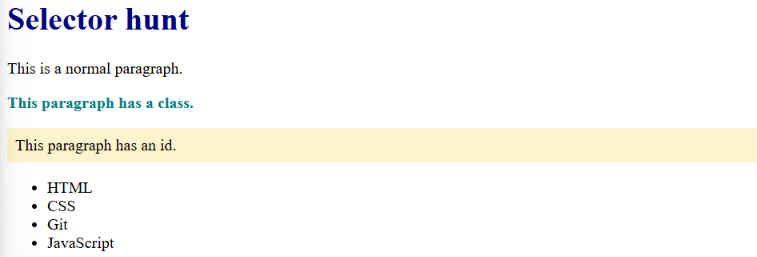 Selector hunt
This is a normal paragraph.
This paragraph has a class.
This paragraph has an id.
HTML
CSS
Git
JavaScript